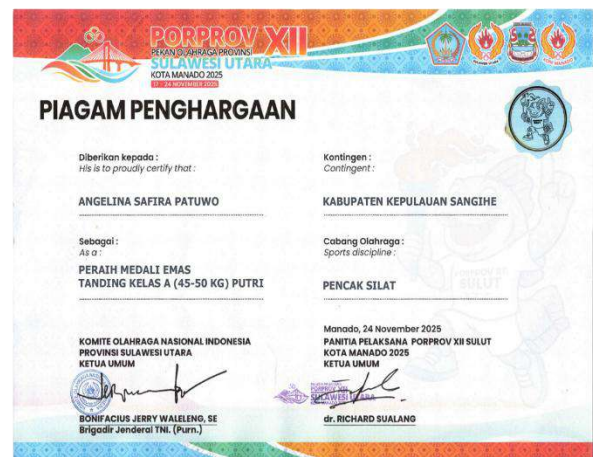 PORPROV XII
PEKAN OLAHRAGA PROVINSI
SULAWESI UTARA
KOTA MANADO 2025
17 - 24 NOVEMBER 2025
PIAGAM PENGHARGAAN
Diberikan kepada :
His is to proudly certify that :
ANGELINA SAFIRA PATUWO
Kontingen :
Contingent :
KABUPATEN KEPULAUAN SANGIHE
Sebagai :
As a :
PERAIH MEDALI EMAS
TANDING KELAS A (45-50 KG) PUTRI
Cabang Olahraga :
Sports discipline :
PENCAK SILAT
KOMITE OLAHRAGA NASIONAL INDONESIA
PROVINSI SULAWESI UTARA
KETUA UMUM
BONIFACIUS JERRY WALELENG, SE
Brigadir Jenderal TNI. (Purn.)
Manado, 24 November 2025
PANITIA PELAKSANA PORPROV XII SULUT
KOTA MANADO 2025
KETUA UMUM
PORPROV XII
SULAWESI UTARA
dr. RICHARD SUALANG